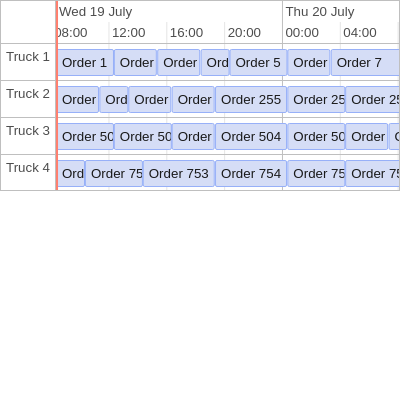 Wed 19 July Thu 20 July
08:00 12:00 16:00 20:00 00:00 04:00
Truck 1 Order 1 Order Order Ord Order 5 Order Order 7
Truck 2 Order Ord Order Order Order 255 Order 25 Order 25
Truck 3 Order 50 Order 50 Order Order 504 Order 50 Order
Truck 4 Ord Order 75 Order 753 Order 754 Order 75 Order 75